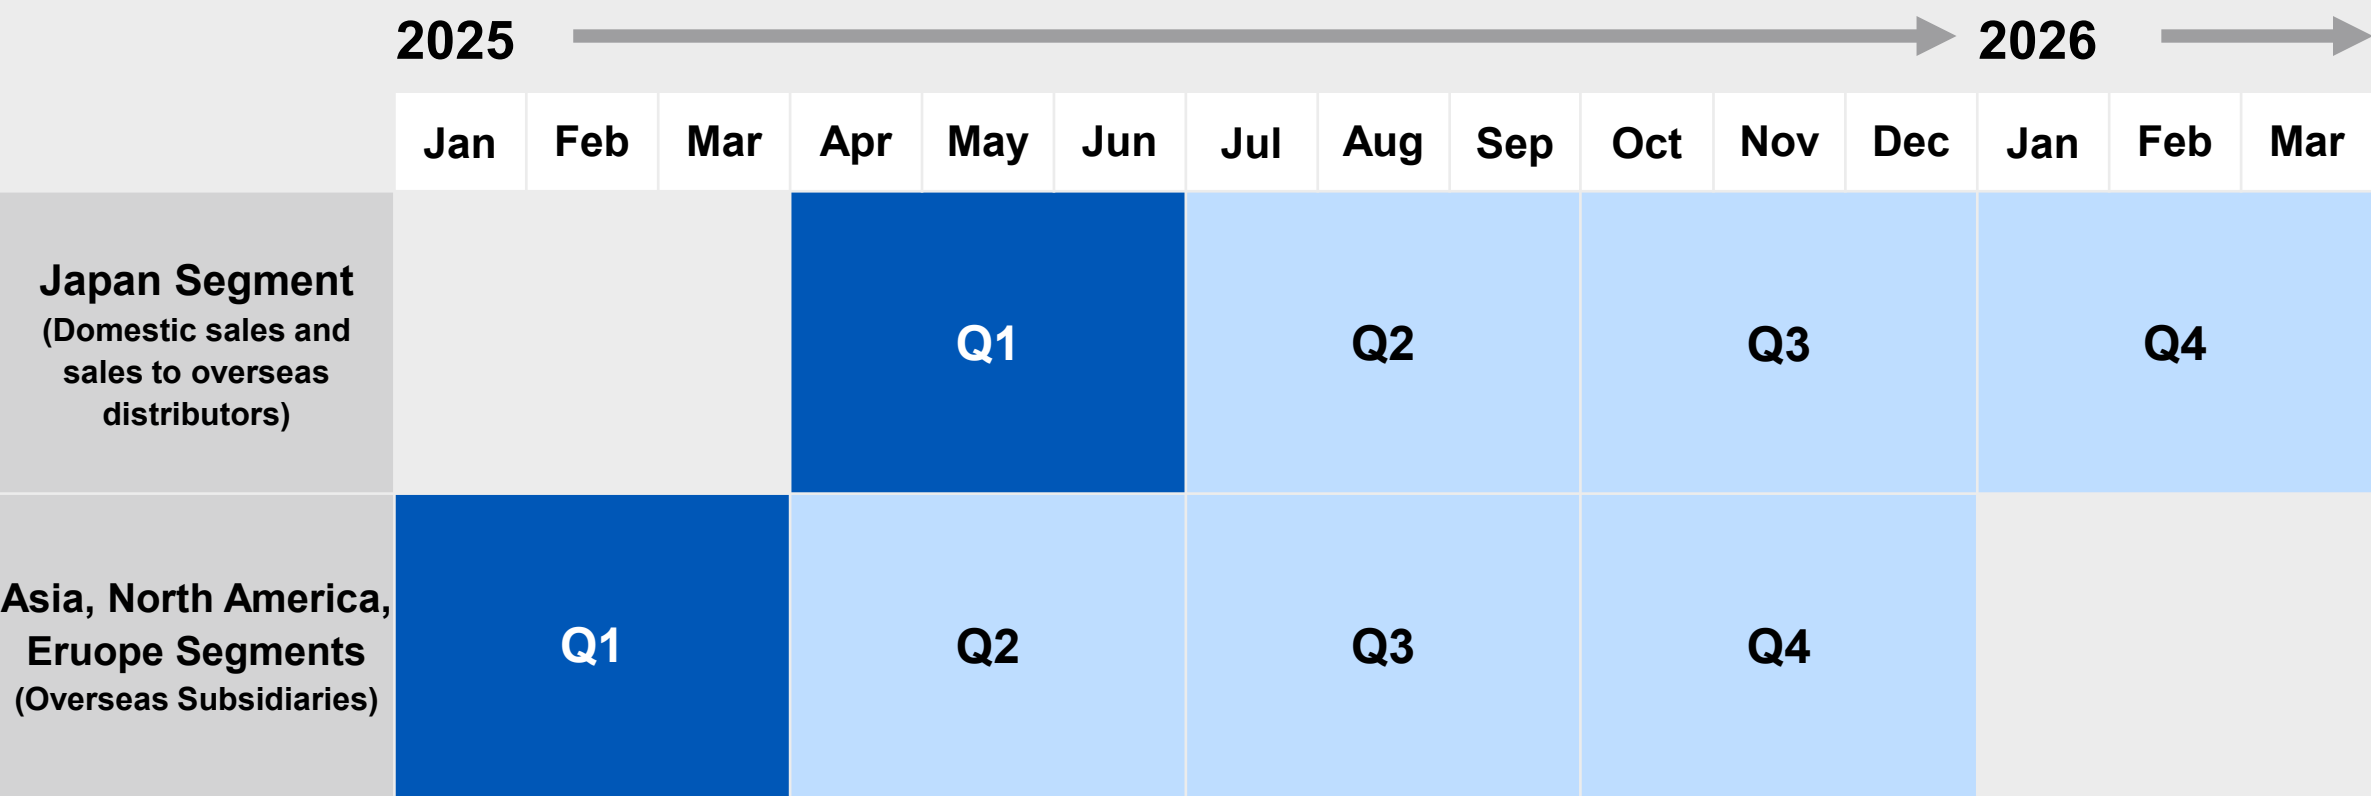 2025 2026
Jan Feb Mar Apr May Jun Jul Aug Sep Oct Nov Dec Jan Feb Mar
Japan Segment
(Domestic sales and
sales to overseas
distributors)
Q1 Q2 Q3 Q4
Asia, North America,
Eruope Segments
(Overseas Subsidiaries)
Q1 Q2 Q3 Q4